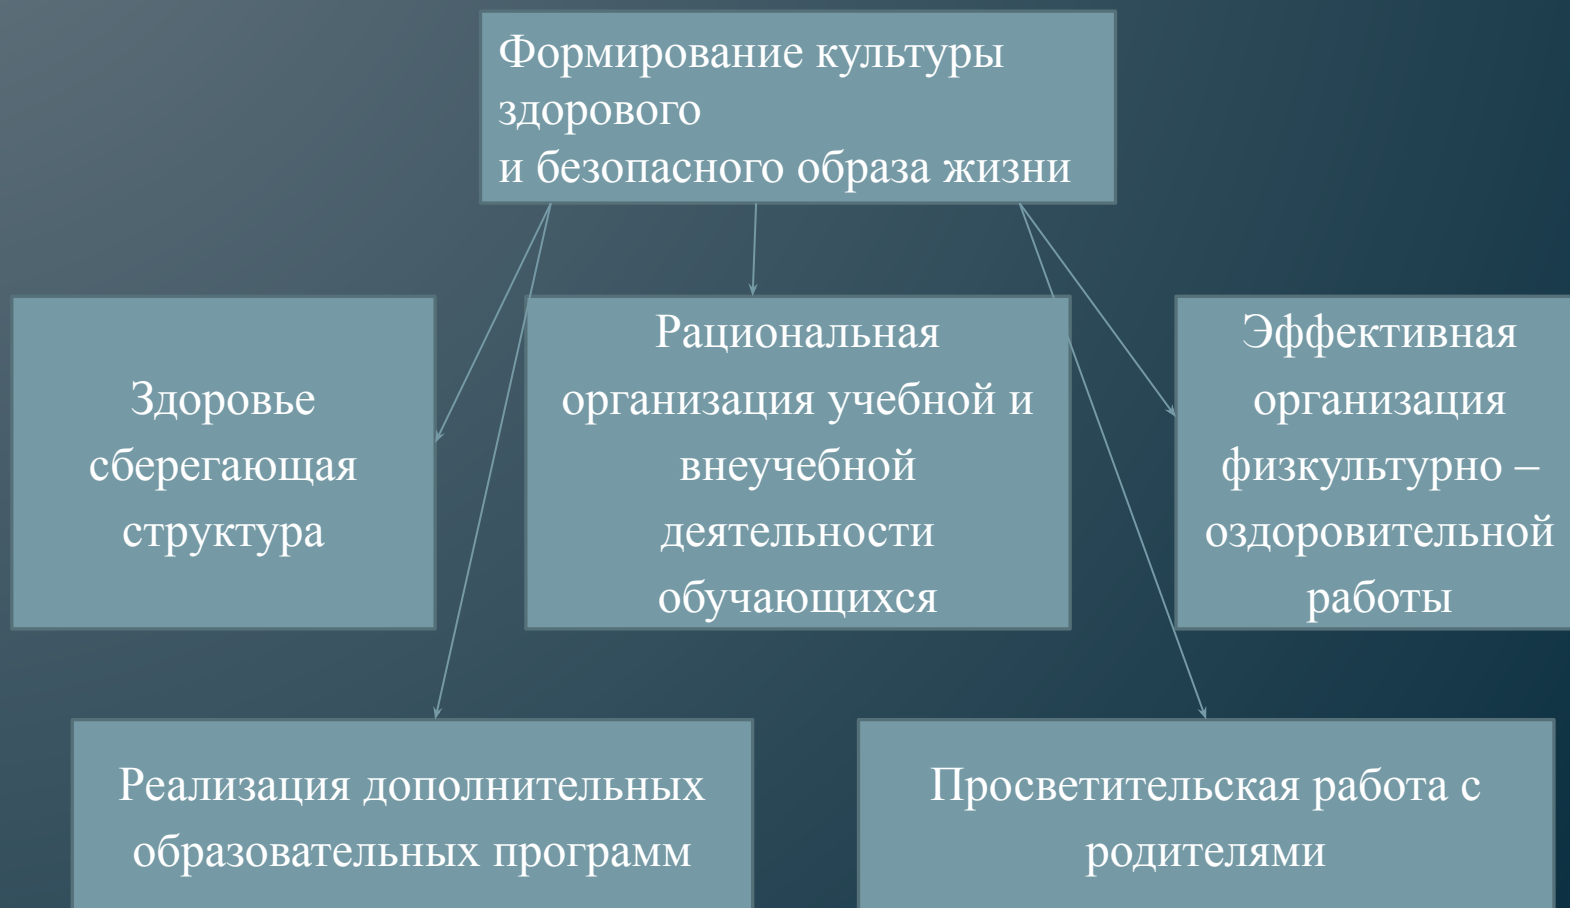 Формирование культуры
здорового
и безопасного образа жизни
Здоровье
сберегающая
структура
Рациональная
организация учебной и
внеучебной
деятельности
обучающихся
Эффективная
организация
физкультурно –
оздоровительной
работы
Реализация дополнительных
образовательных программ
Просветительская работа с
родителями